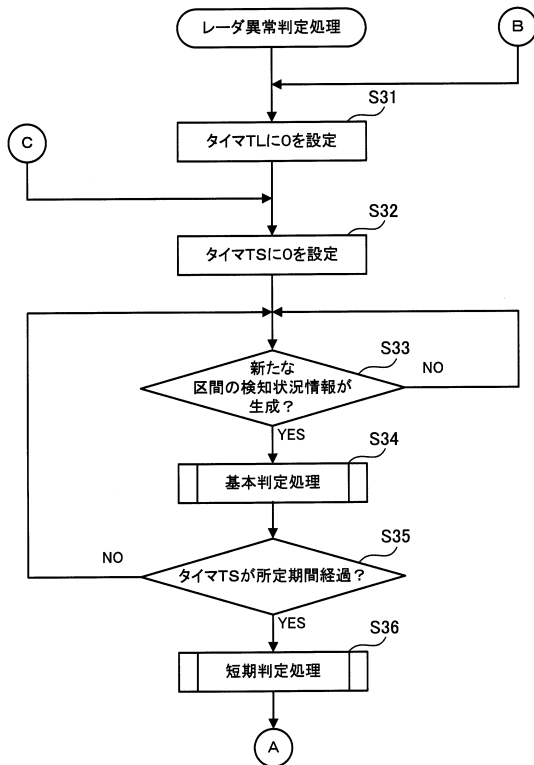 レーダ異常判定処理
B
S31
タイマTLに0を設定
C
S32
タイマTSに0を設定
S33
新たな
区間の検知状況情報が
生成？
NO
YES
S34
基本判定処理
S35
NO
タイマTSが所定期間経過？
YES
S36
短期判定処理
A